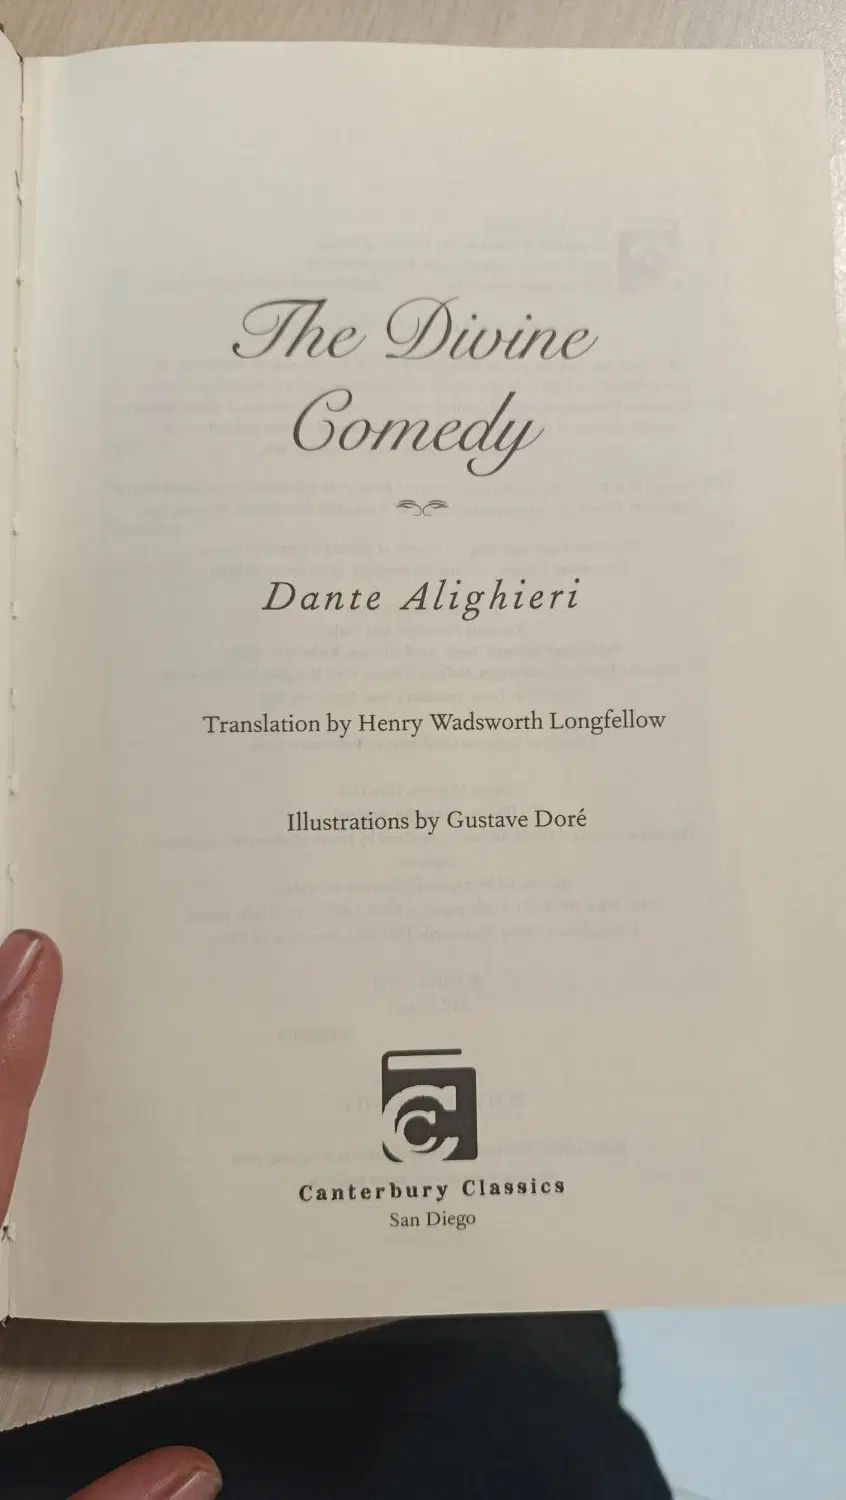 The Divine
Comedy
Dante Alighieri
Translation by Henry Wadsworth Longfellow
Illustrations by Gustave Doré
Canterbury Classics
San Diego